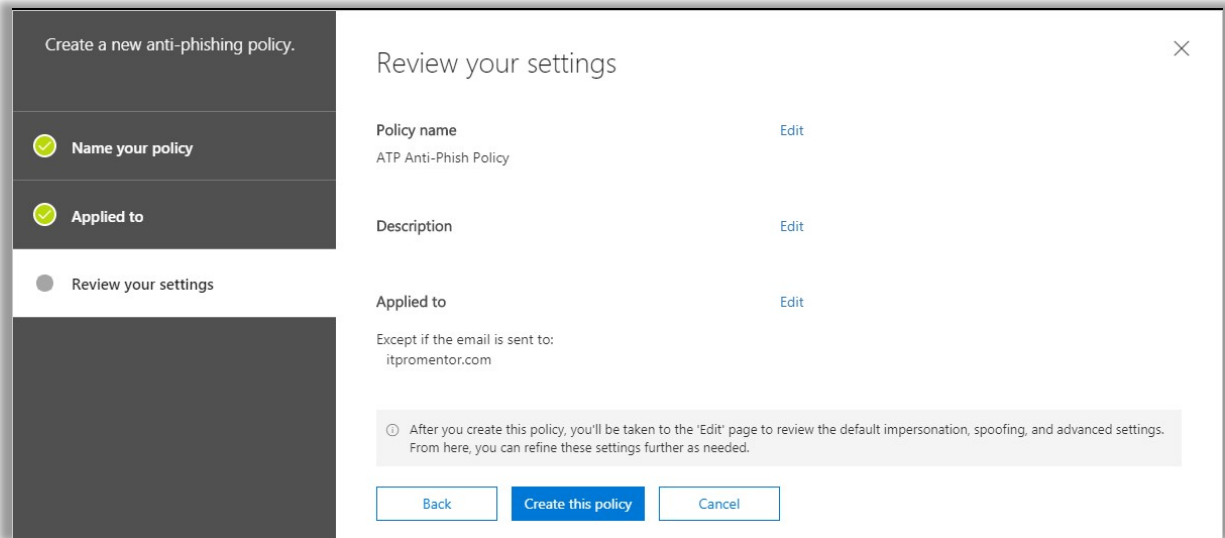 Create a new anti-phishing policy.
Name your policy
Applied to
Review your settings
Review your settings
Policy name
Edit
ATP Anti-Phish Policy
Description
Edit
Applied to
Edit
Except if the email is sent to:
itpromentor.com
After you create this policy, you'll be taken to the 'Edit' page to review the default impersonation, spoofing, and advanced settings.
From here, you can refine these settings further as needed.
Back
Create this policy
Cancel